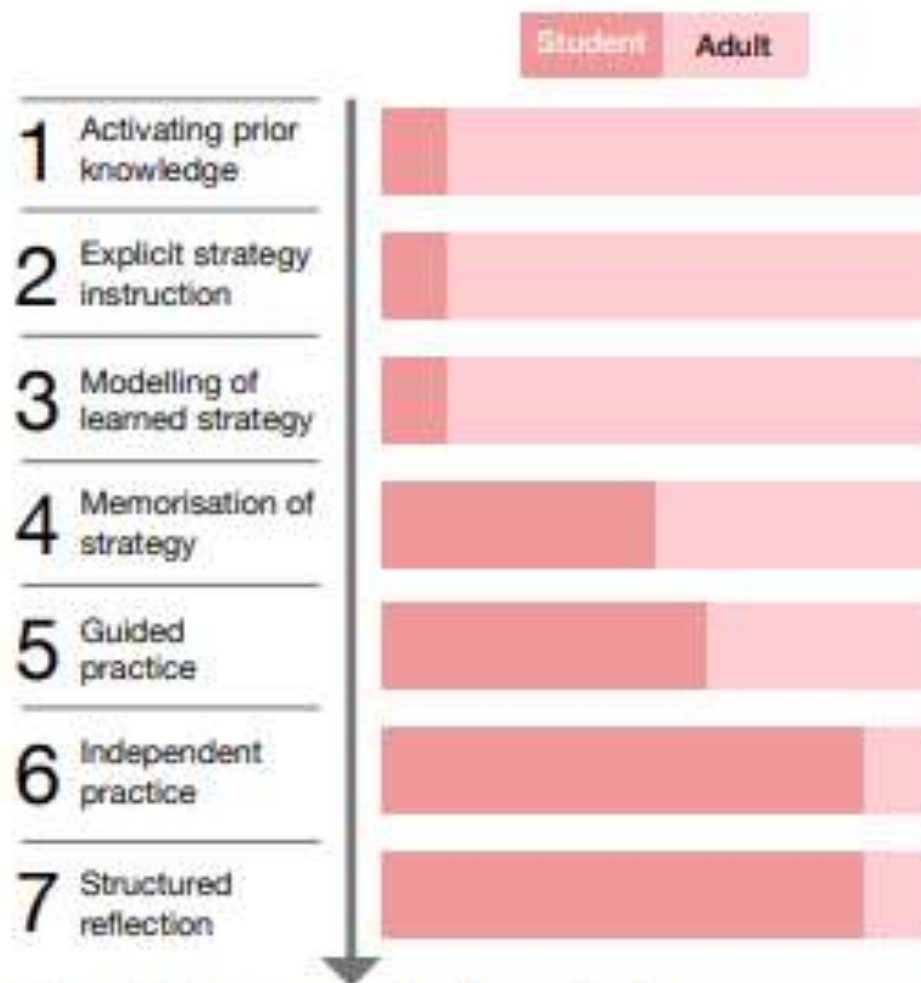 Student Adult
1 Activating prior
knowledge
2 Explicit strategy
instruction
3 Modelling of
learned strategy
4 Memorisation of
strategy
5 Guided
practice
6 Independent
practice
7 Structured
reflection